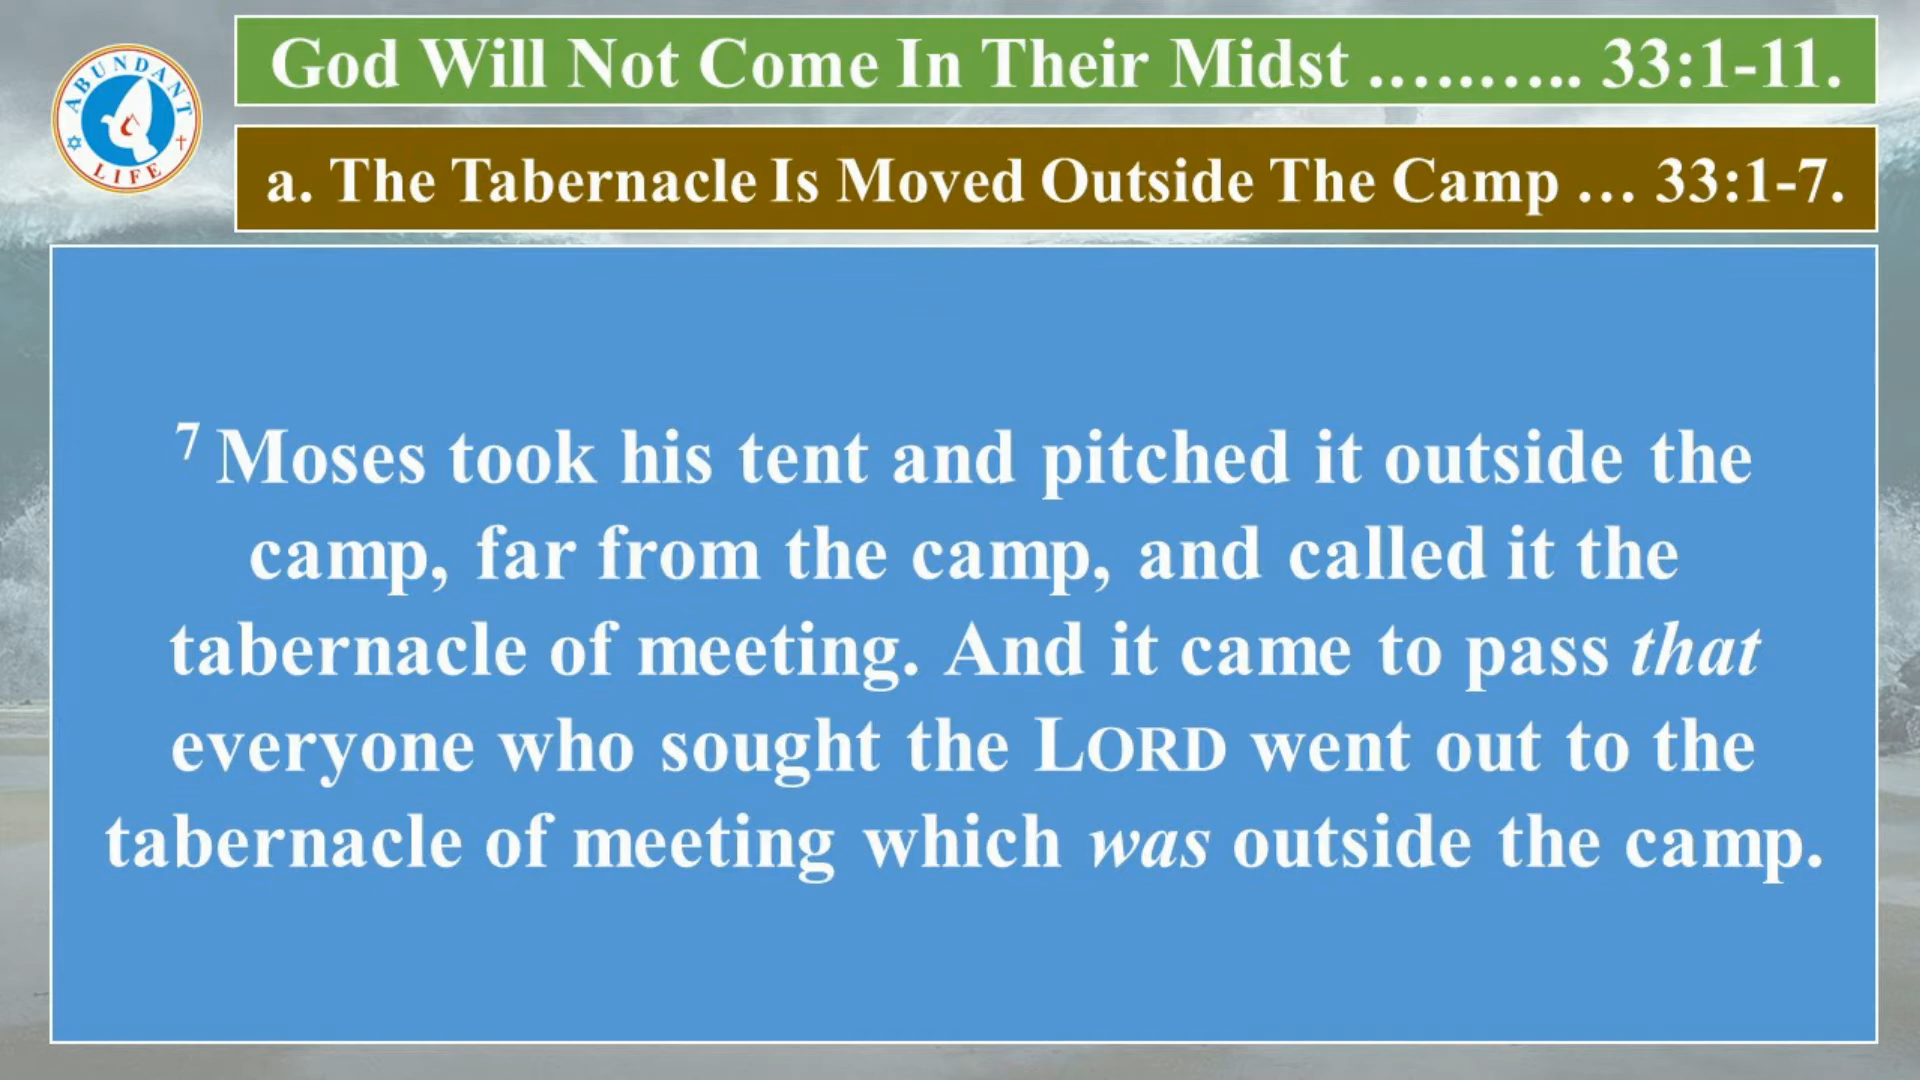 ABUNDANT
LIFE
God Will Not Come In Their Midst ……….. 33:1-11.
a. The Tabernacle Is Moved Outside The Camp … 33:1-7.
7 Moses took his tent and pitched it outside the
camp, far from the camp, and called it the
tabernacle of meeting. And it came to pass that
everyone who sought the LORD went out to the
tabernacle of meeting which was outside the camp.